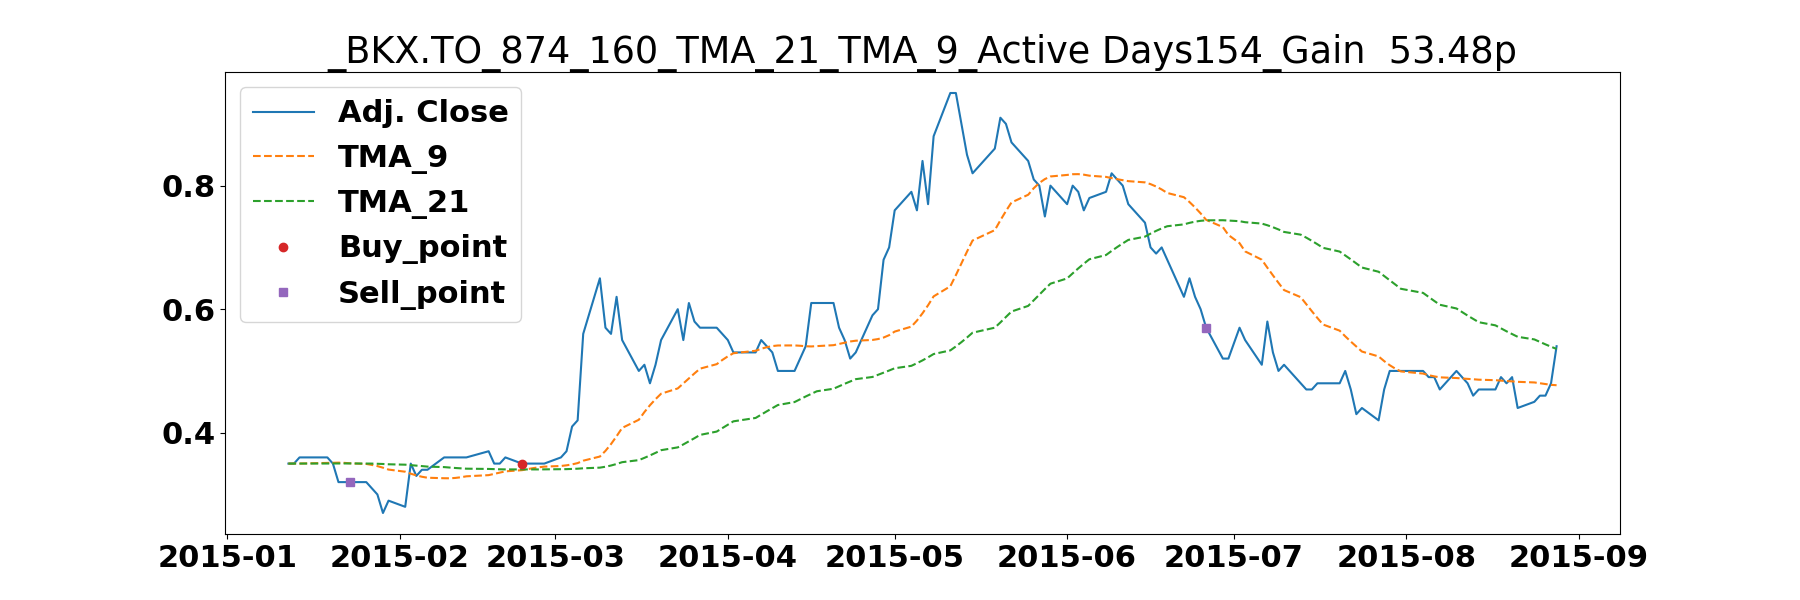 _BKX.TO_874_160_TMA_21_TMA_9_Active Days154_Gain  53.48p
Adj. Close
TMA_9
TMA_21
Buy_point
Sell_point
0.8
0.6
0.4
2015-01 2015-02 2015-03 2015-04 2015-05 2015-06 2015-07 2015-08 2015-09